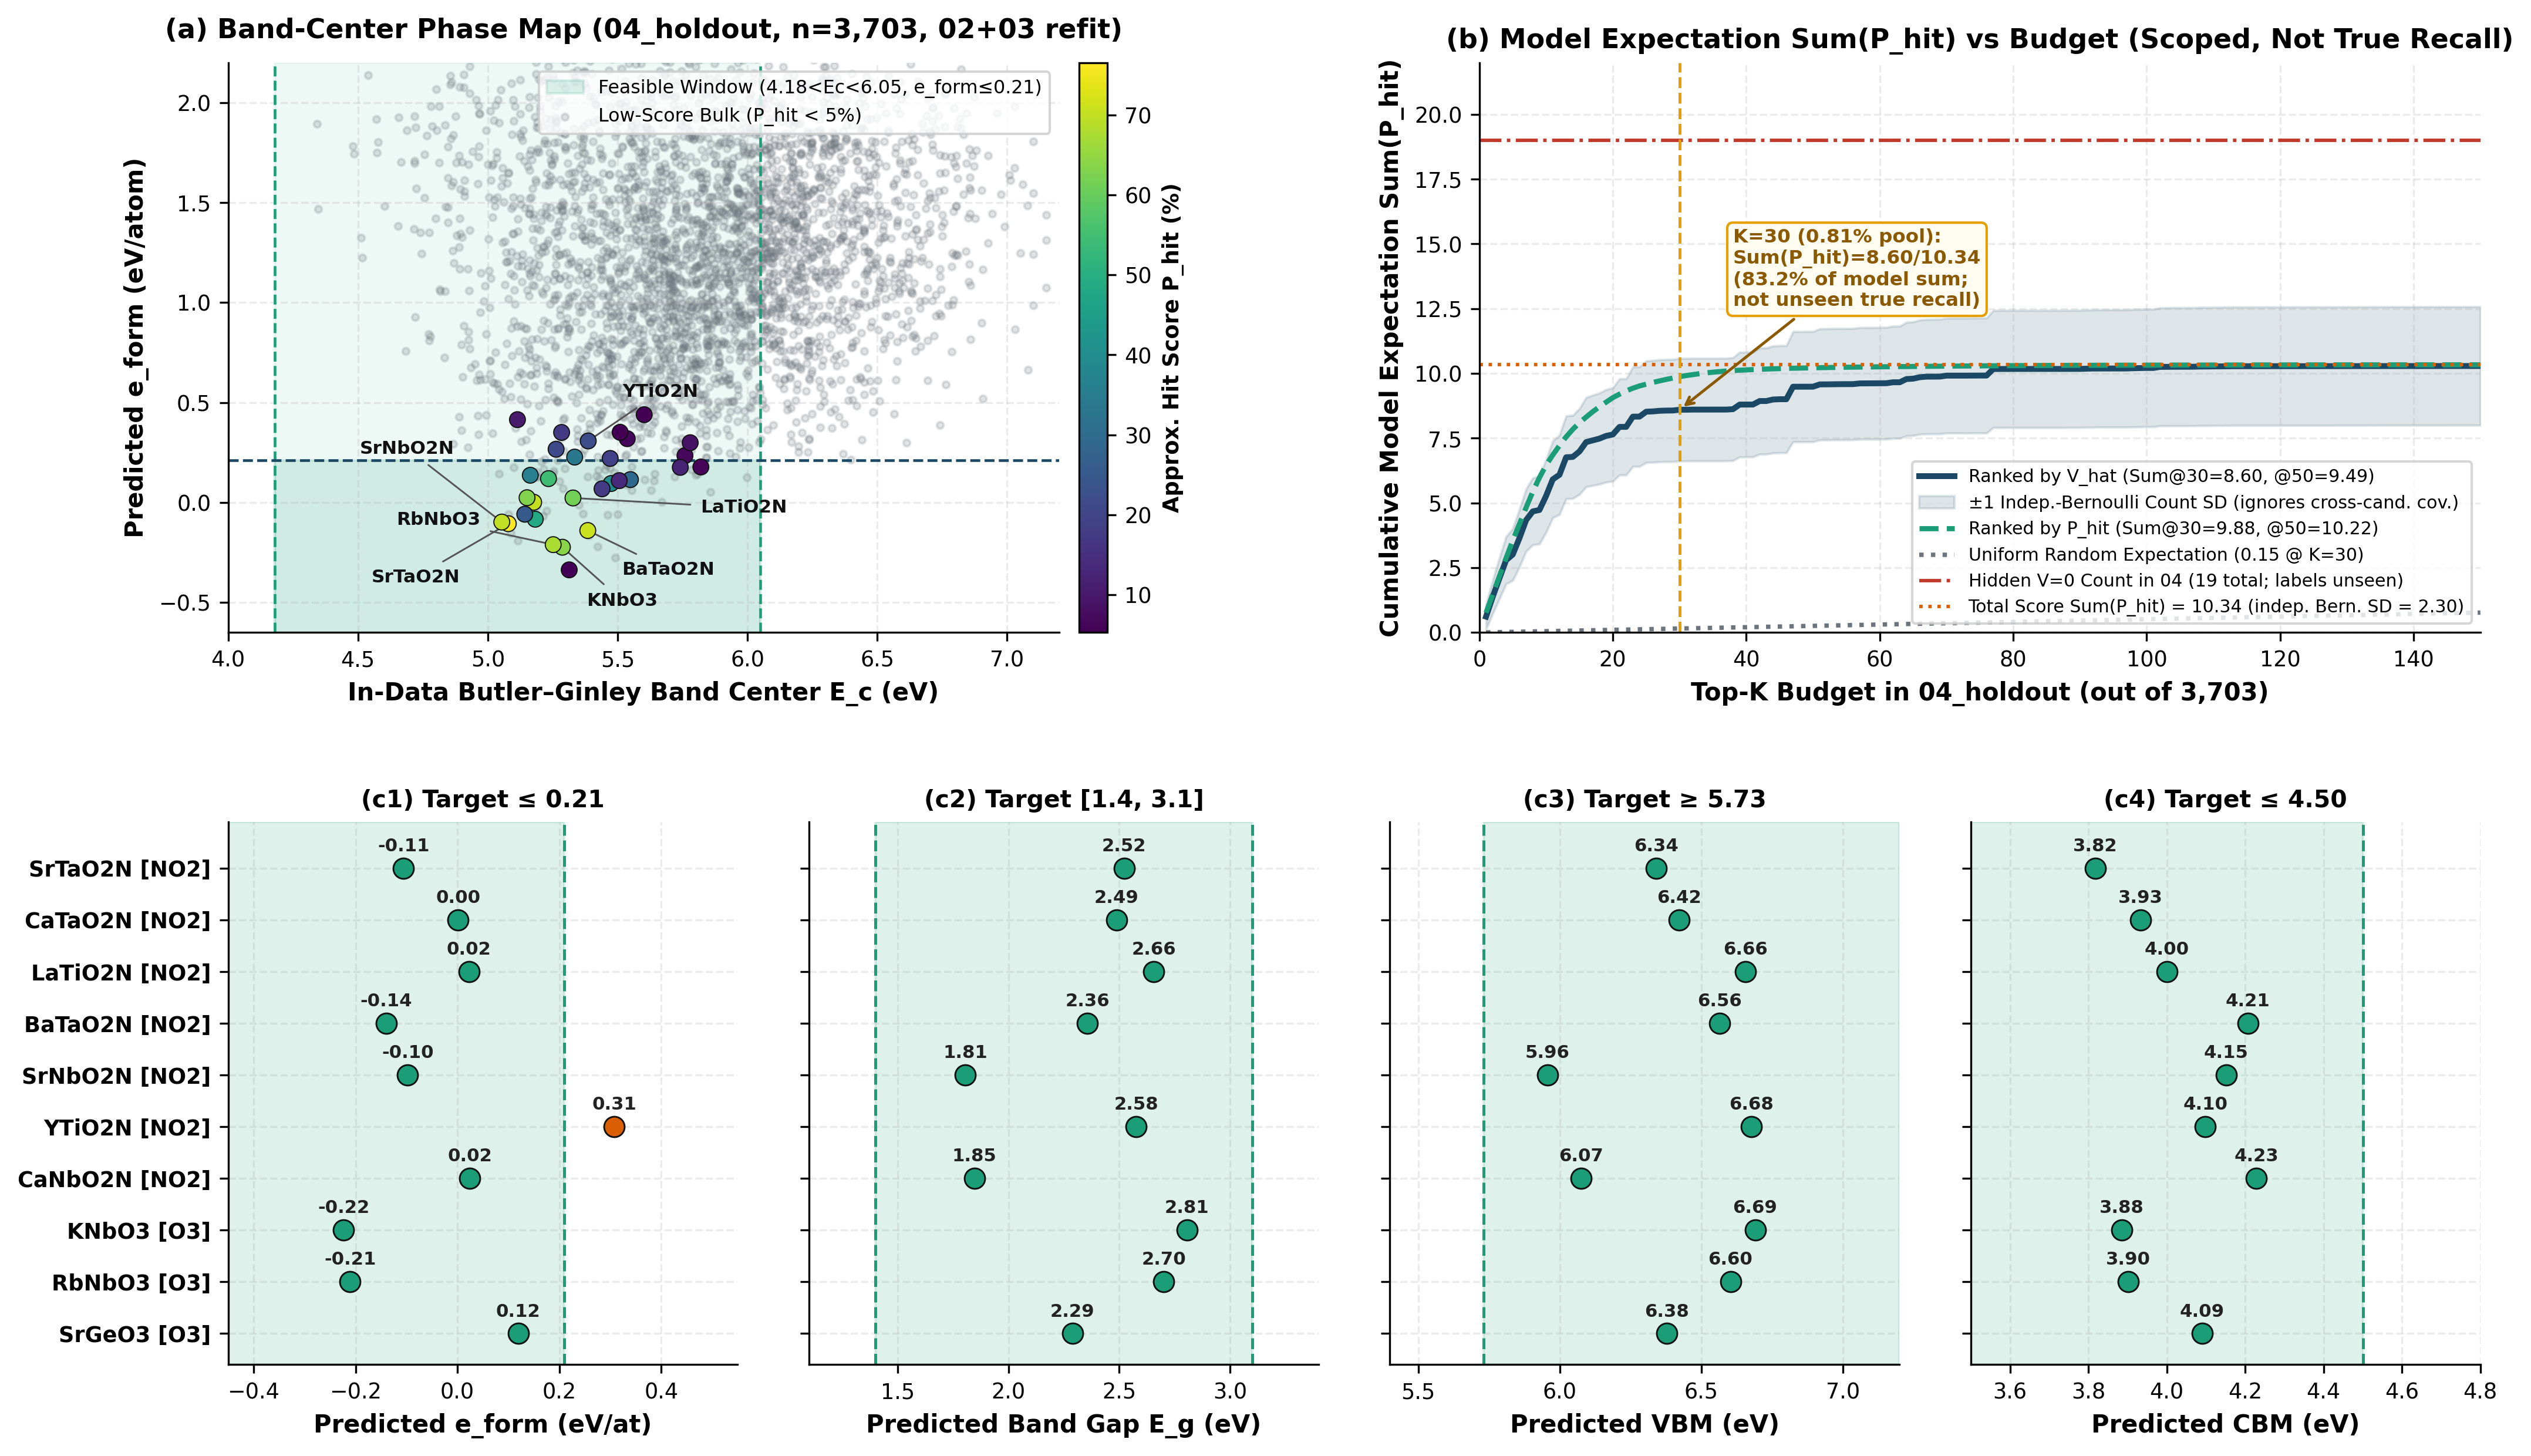 (a) Band-Center Phase Map (04_holdout, n=3,703, 02+03 refit)
Predicted e_form (eV/atom)
2.0
1.5
1.0
0.5
0.0
−0.5
Feasible Window (4.18<Ec<6.05, e_form≤0.21)
Low-Score Bulk (P_hit < 5%)
YTiO2N
SrNbO2N
LaTiO2N
RbNbO3
BaTaO2N
SrTaO2N
KNbO3
4.0 4.5 5.0 5.5 6.0 6.5 7.0
In-Data Butler–Ginley Band Center E_c (eV)
70
60
50
40
30
20
10
Approx. Hit Score P_hit (%)
(b) Model Expectation Sum(P_hit) vs Budget (Scoped, Not True Recall)
Cumulative Model Expectation Sum(P_hit)
20.0
17.5
15.0
12.5
10.0
7.5
5.0
2.5
0.0
K=30 (0.81% pool):
Sum(P_hit)=8.60/10.34
(83.2% of model sum;
not unseen true recall)
Ranked by V_hat (Sum@30=8.60, @50=9.49)
±1 Indep.-Bernoulli Count SD (ignores cross-cand. cov.)
Ranked by P_hit (Sum@30=9.88, @50=10.22)
Uniform Random Expectation (0.15 @ K=30)
Hidden V=0 Count in 04 (19 total; labels unseen)
Total Score Sum(P_hit) = 10.34 (indep. Bern. SD = 2.30)
0 20 40 60 80 100 120 140
Top-K Budget in 04_holdout (out of 3,703)
(c1) Target ≤ 0.21
SrTaO2N [NO2]
CaTaO2N [NO2]
LaTiO2N [NO2]
BaTaO2N [NO2]
SrNbO2N [NO2]
YTiO2N [NO2]
CaNbO2N [NO2]
KNbO3 [O3]
RbNbO3 [O3]
SrGeO3 [O3]
-0.11
0.00
0.02
-0.14
-0.10
0.31
0.02
-0.22
-0.21
0.12
−0.4 −0.2 0.0 0.2 0.4
Predicted e_form (eV/at)
(c2) Target [1.4, 3.1]
2.52
2.49
2.66
2.36
1.81
2.58
1.85
2.81
2.70
2.29
1.5 2.0 2.5 3.0
Predicted Band Gap E_g (eV)
(c3) Target ≥ 5.73
6.34
6.42
6.66
6.56
5.96
6.68
6.07
6.69
6.60
6.38
5.5 6.0 6.5 7.0
Predicted VBM (eV)
(c4) Target ≤ 4.50
3.82
3.93
4.00
4.21
4.15
4.10
4.23
3.88
3.90
4.09
3.6 3.8 4.0 4.2 4.4 4.6 4.8
Predicted CBM (eV)